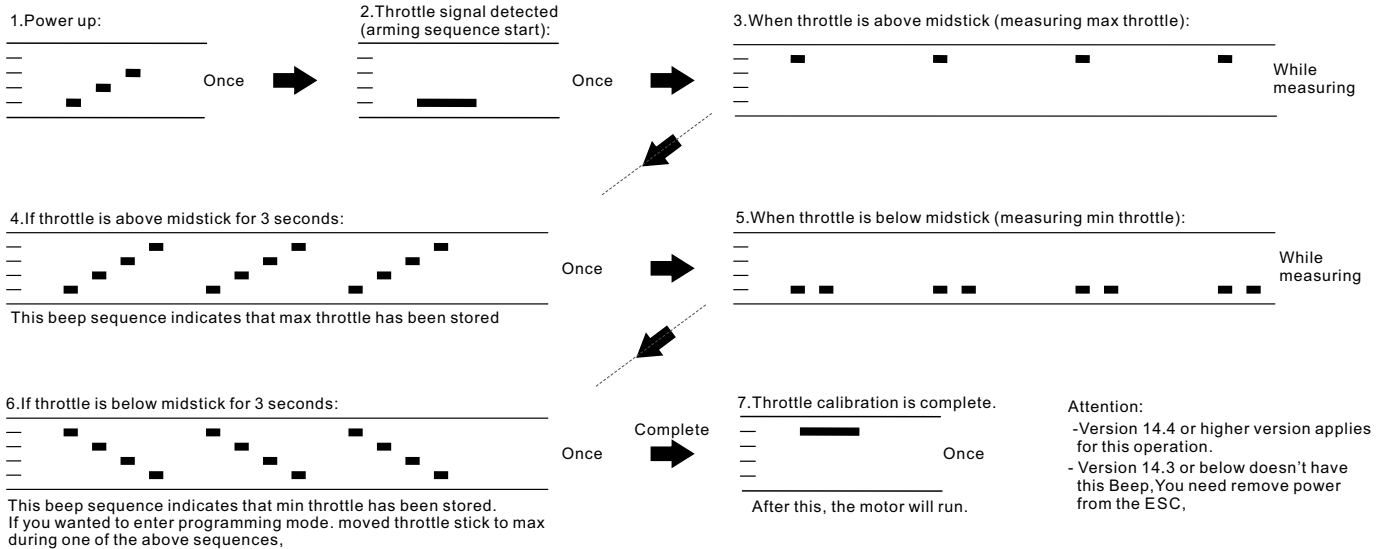 1.Power up:
Once
2.Throttle signal detected
(arming sequence start):
Once
3.When throttle is above midstick (measuring max throttle):
While
measuring
4.If throttle is above midstick for 3 seconds:
Once
This beep sequence indicates that max throttle has been stored
5.When throttle is below midstick (measuring min throttle):
While
measuring
6.If throttle is below midstick for 3 seconds:
Once
This beep sequence indicates that min throttle has been stored.
If you wanted to enter programming mode. moved throttle stick to max
during one of the above sequences,
Complete
7.Throttle calibration is complete.
Once
After this, the motor will run.
Attention:
-Version 14.4 or higher version applies
for this operation.
- Version 14.3 or below doesn't have
this Beep,You need remove power
from the ESC,